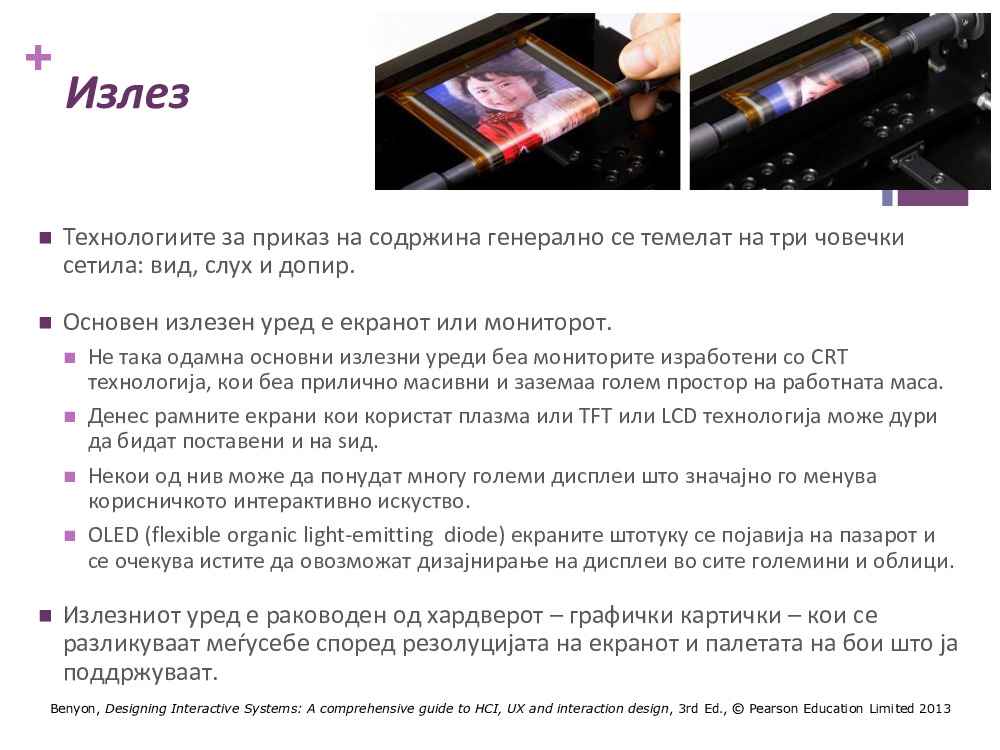 +
Излез
Технологиите за приказ на содржина генерално се темелат на три човечки
сетила: вид, слух и допир.
Основен излезен уред е екранот или мониторот.
Не така одамна основни излезни уреди беа мониторите изработени со CRT
технологија, кои беа прилично масивни и заземаа голем простор на работната маса.
Денес рамните екрани кои користат плазма или TFT или LCD технологија може дури
да бидат поставени и на ѕид.
Некои од нив може да понудат многу големи дисплеи што значајно го менува
корисничкото интерактивно искуство.
OLED (flexible organic light-emitting diode) екраните штотуку се појавија на пазарот и
се очекува истите да овозможат дизајнирање на дисплеи во сите големини и облици.
Излезниот уред е раководен од хардверот – графички картички – кои се
разликуваат меѓусебе според резолуцијата на екранот и палетата на бои што ја
поддржуваат.
Benyon, Designing Interactive Systems: A comprehensive guide to HCI, UX and interaction design, 3rd Ed., © Pearson Education Limited 2013